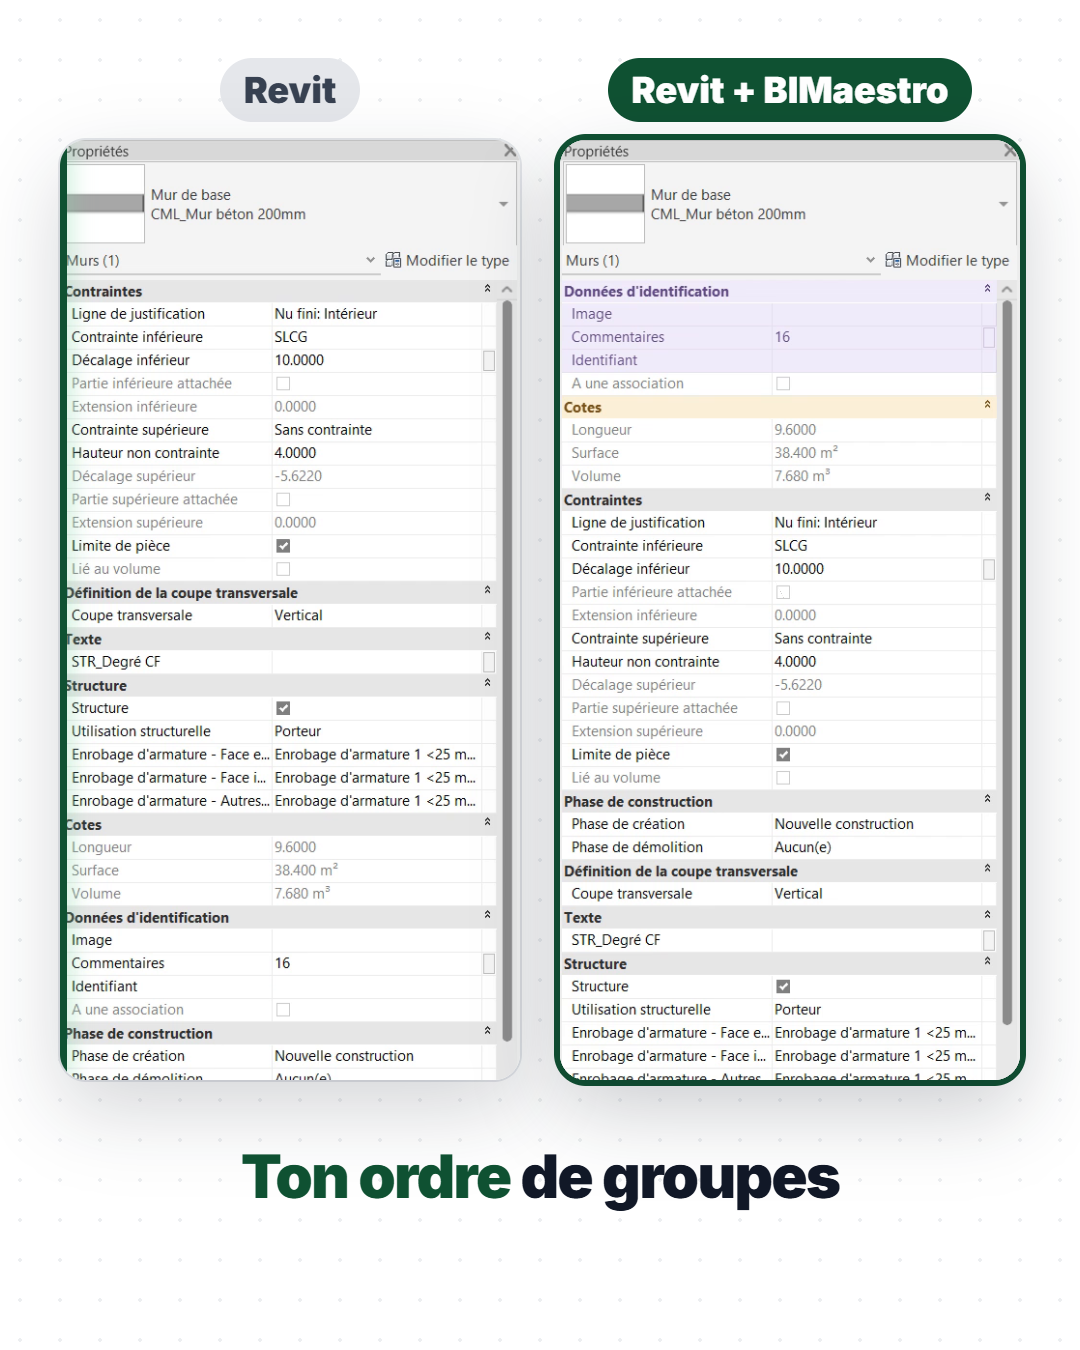 Revit
Propriétés
Mur de base
CML_Mur béton 200mm
Murs (1)
Modifier le type
Contraintes
Ligne de justification Nu fini: Intérieur
Contrainte inférieure SLCG
Décalage inférieur 10.0000
Partie inférieure attachée
Extension inférieure 0.0000
Contrainte supérieure Sans contrainte
Hauteur non contrainte 4.0000
Décalage supérieur -5.6220
Partie supérieure attachée
Extension supérieure 0.0000
Limite de pièce
Lié au volume
Définition de la coupe transversale
Coupe transversale Vertical
Texte
STR_Degré CF
Structure
Structure
Utilisation structurelle Porteur
Enrobage d'armature - Face e... Enrobage d'armature 1 <25 m...
Enrobage d'armature - Face i... Enrobage d'armature 1 <25 m...
Enrobage d'armature - Autres... Enrobage d'armature 1 <25 m...
Cotes
Longueur 9.6000
Surface 38.400 m²
Volume 7.680 m³
Données d'identification
Image
Commentaires 16
Identifiant
A une association
Phase de construction
Phase de création Nouvelle construction
Phase de démolition Aucun(e)
Revit + BIMaestro
Propriétés
Mur de base
CML_Mur béton 200mm
Murs (1)
Modifier le type
Données d'identification
Image
Commentaires 16
Identifiant
A une association
Cotes
Longueur 9.6000
Surface 38.400 m²
Volume 7.680 m³
Contraintes
Ligne de justification Nu fini: Intérieur
Contrainte inférieure SLCG
Décalage inférieur 10.0000
Partie inférieure attachée
Extension inférieure 0.0000
Contrainte supérieure Sans contrainte
Hauteur non contrainte 4.0000
Décalage supérieur -5.6220
Partie supérieure attachée
Extension supérieure 0.0000
Limite de pièce
Lié au volume
Phase de construction
Phase de création Nouvelle construction
Phase de démolition Aucun(e)
Définition de la coupe transversale
Coupe transversale Vertical
Texte
STR_Degré CF
Structure
Structure
Utilisation structurelle Porteur
Enrobage d'armature - Face e... Enrobage d'armature 1 <25 m...
Enrobage d'armature - Face i... Enrobage d'armature 1 <25 m...
Enrobage d'armature - Autres... Enrobage d'armature 1 <25 m...
Ton ordre de groupes